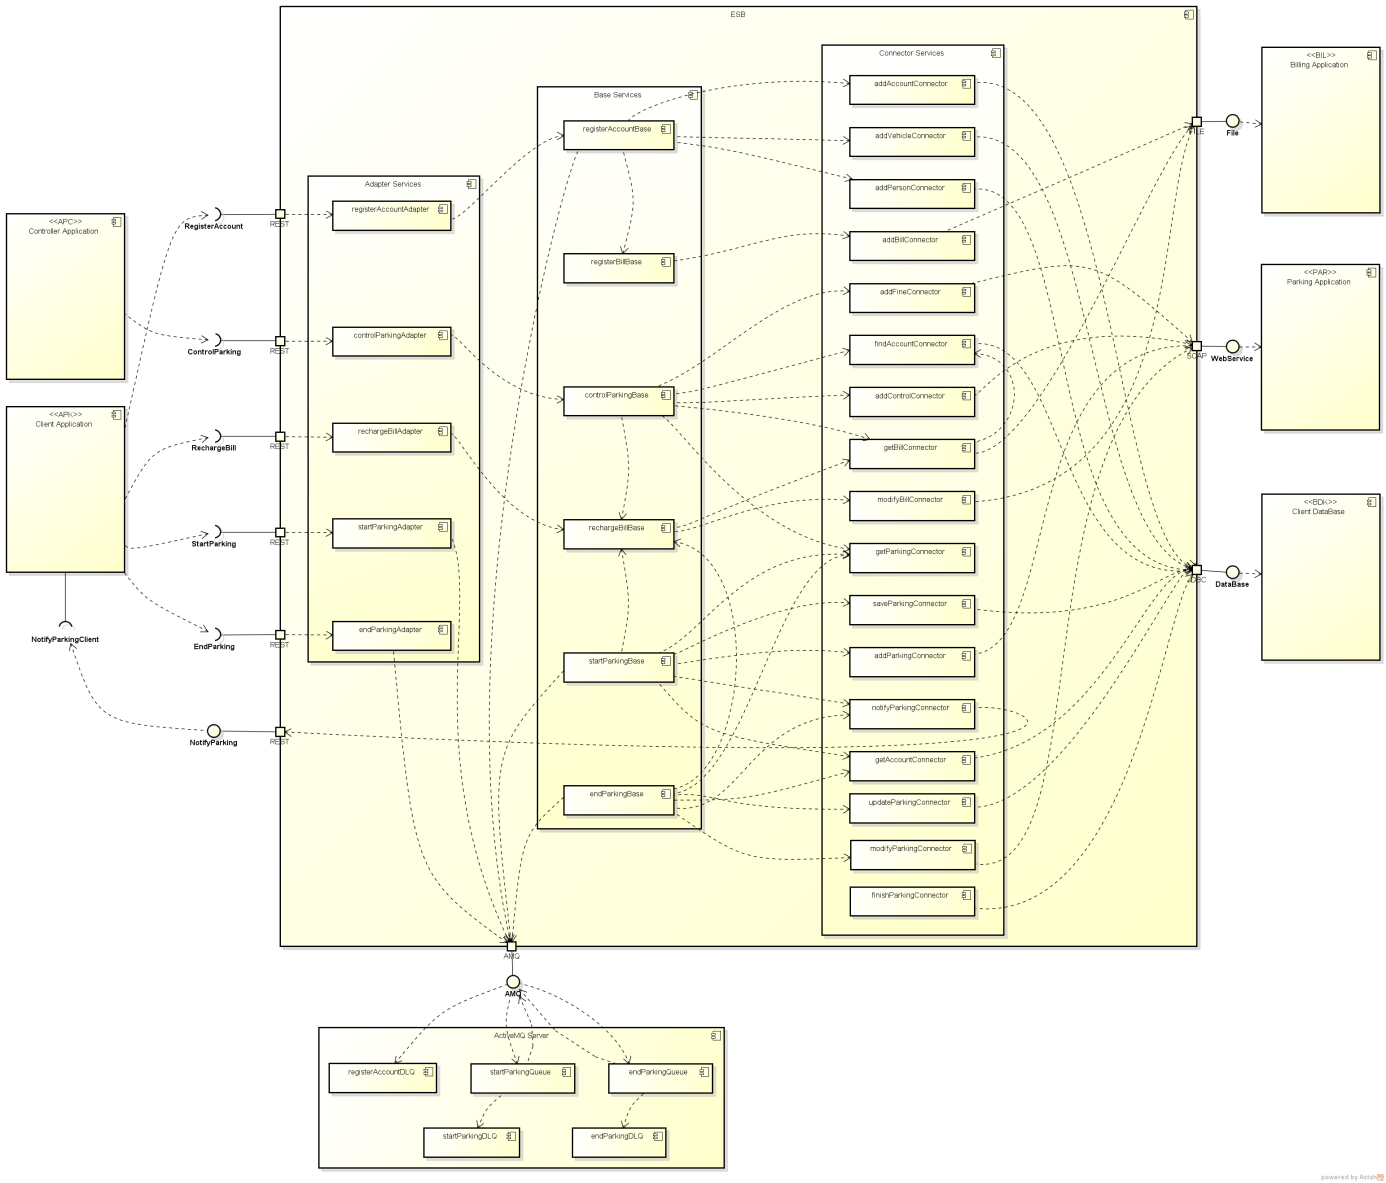 ESB
Connector Services
<<BIL>>
Billing Application
addAccountConnector
Base Services
registerAccountBase
FILE
File
addVehicleConnector
Adapter Services
addPersonConnector
registerAccountAdapter
<<APC>>
Controller Application
RegisterAccount
REST
addBillConnector
registerBillBase
<<PAR>>
Parking Application
addFineConnector
controlParkingAdapter
ControlParking
REST
findAccountConnector
SOAP
WebService
controlParkingBase
addControlConnector
<<APK>>
Client Application
rechargeBillAdapter
RechargeBill
REST
getBillConnector
modifyBillConnector
<<BDK>>
Client DataBase
startParkingAdapter
rechargeBillBase
StartParking
REST
getParkingConnector
JDBC
DataBase
saveParkingConnector
endParkingAdapter
NotifyParkingClient
EndParking
REST
startParkingBase
addParkingConnector
notifyParkingConnector
NotifyParking
REST
getAccountConnector
endParkingBase
updateParkingConnector
modifyParkingConnector
finishParkingConnector
AMQ
AMQ
ActiveMQ Server
registerAccountDLQ
startParkingQueue
endParkingQueue
startParkingDLQ
endParkingDLQ
powered by Astah